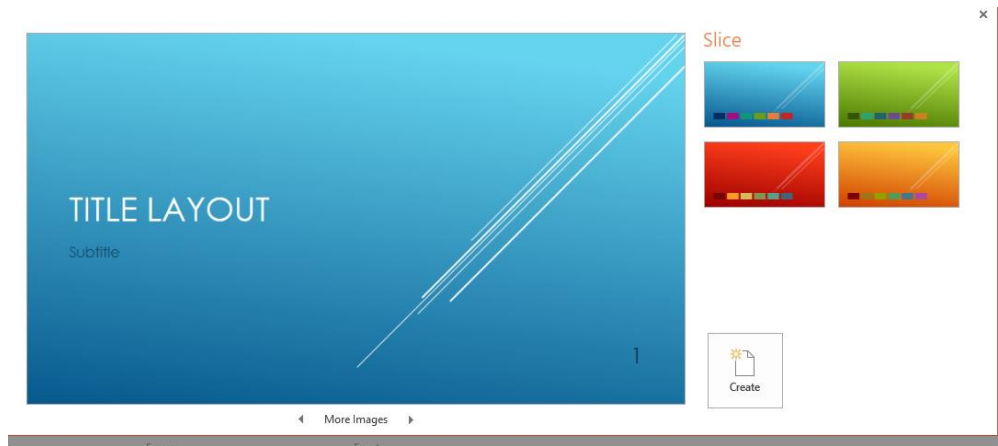 Slice
TITLE LAYOUT
Subtitle
1
Create
More Images